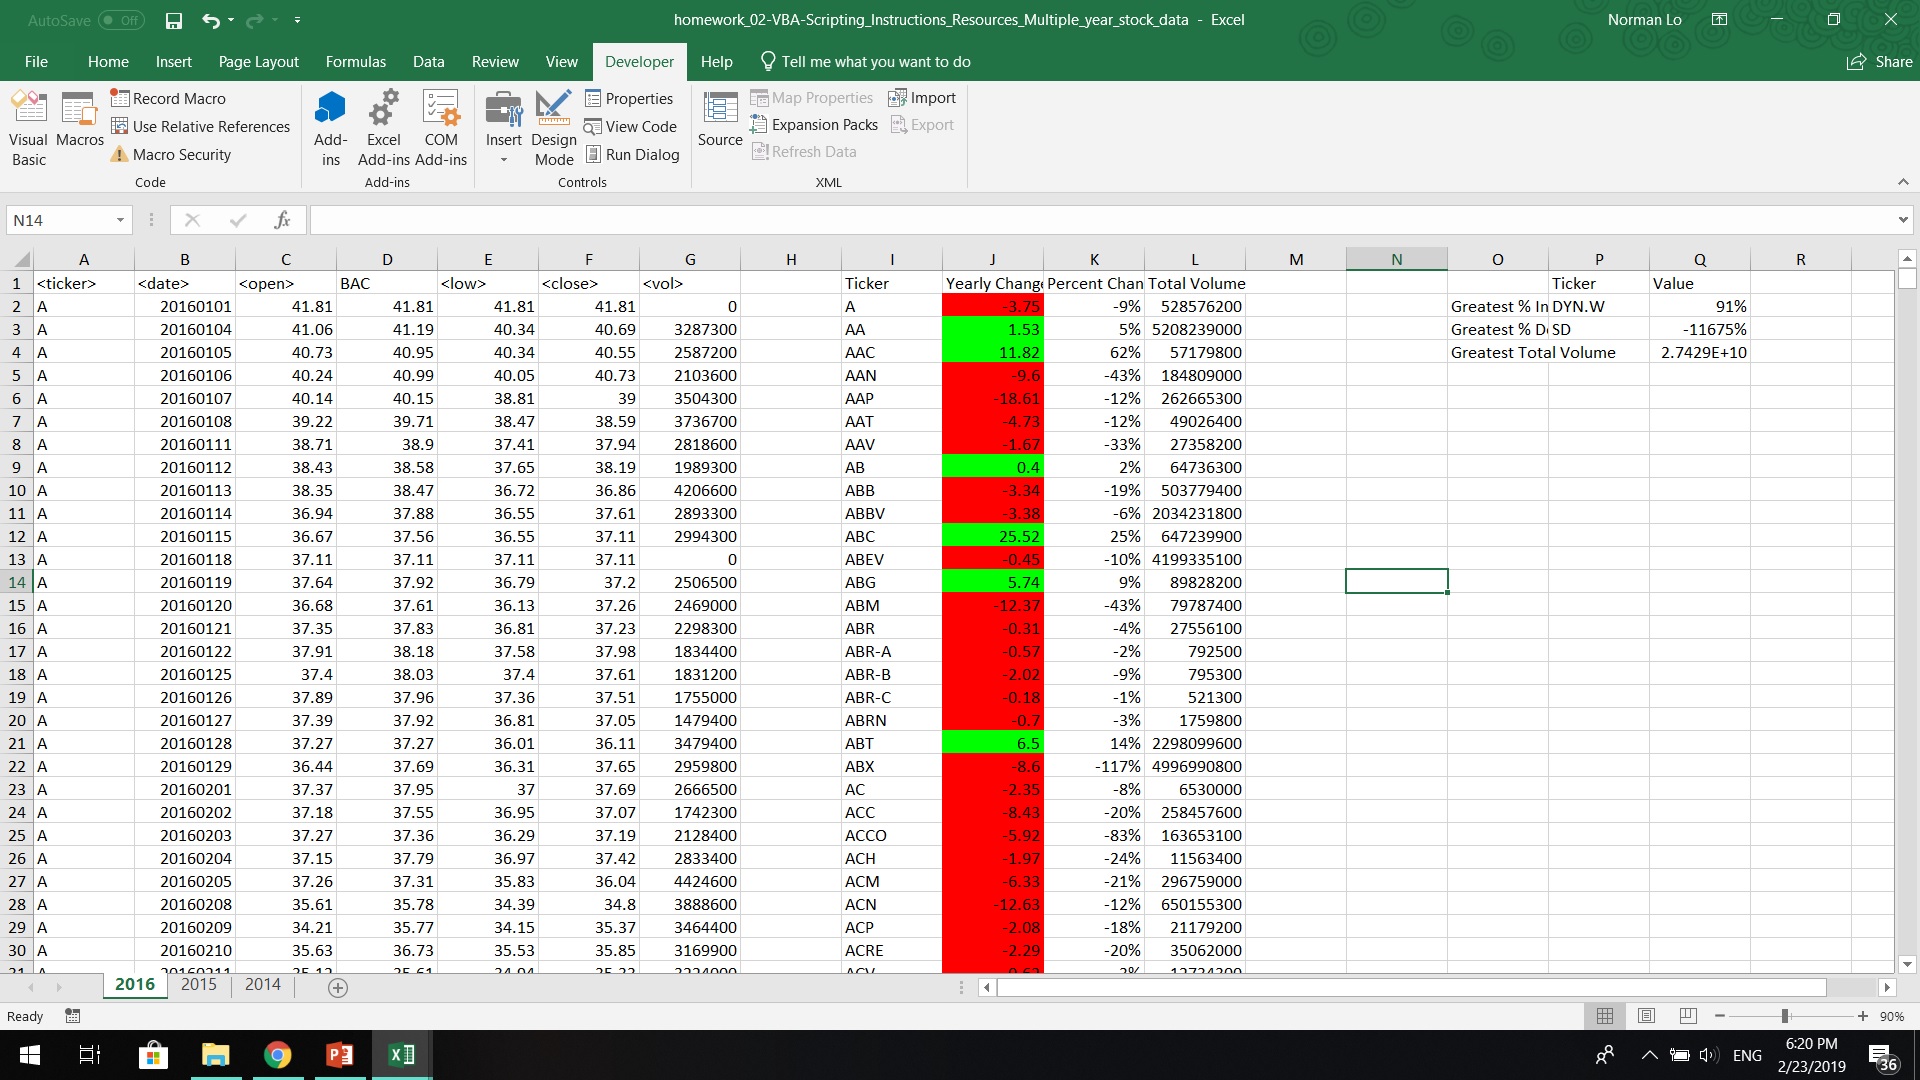 AutoSave Off homework_02-VBA-Scripting_Instructions_Resources_Multiple_year_stock_data - Excel Norman Lo
File Home Insert Page Layout Formulas Data Review View Developer Help Tell me what you want to do Share
Visual Basic Macros Record Macro Use Relative References Macro Security Code
Add-ins Excel Add-ins COM Add-ins Add-ins
Insert Design Mode Properties View Code Run Dialog Controls
Source Map Properties Expansion Packs Refresh Data Import Export XML
N14 fx
A B C D E F G H I J K L M N O P Q R
1 <ticker> <date> <open> BAC <low> <close> <vol> Ticker Yearly Change Percent Chan Total Volume Ticker Value
2 A 20160101 41.81 41.81 41.81 41.81 0 A -3.75 -9% 528576200 Greatest % In DYN.W 91%
3 A 20160104 41.06 41.19 40.34 40.69 3287300 AA 1.53 5% 5208239000 Greatest % De SD -11675%
4 A 20160105 40.73 40.95 40.34 40.55 2587200 AAC 11.82 62% 57179800 Greatest Total Volume 2.7429E+10
5 A 20160106 40.24 40.99 40.05 40.73 2103600 AAN -9.6 -43% 184809000
6 A 20160107 40.14 40.15 38.81 39 3504300 AAP -18.61 -12% 262665300
7 A 20160108 39.22 39.71 38.47 38.59 3736700 AAT -4.73 -12% 49026400
8 A 20160111 38.71 38.9 37.41 37.94 2818600 AAV -1.67 -33% 27358200
9 A 20160112 38.43 38.58 37.65 38.19 1989300 AB 0.4 2% 64736300
10 A 20160113 38.35 38.47 36.72 36.86 4206600 ABB -3.34 -19% 503779400
11 A 20160114 36.94 37.88 36.55 37.61 2893300 ABBV -3.38 -6% 2034231800
12 A 20160115 36.67 37.56 36.55 37.11 2994300 ABC 25.52 25% 647239900
13 A 20160118 37.11 37.11 37.11 37.11 0 ABEV -0.45 -10% 4199335100
14 A 20160119 37.64 37.92 36.79 37.2 2506500 ABG 5.74 9% 89828200
15 A 20160120 36.68 37.61 36.13 37.26 2469000 ABM -12.37 -43% 79787400
16 A 20160121 37.35 37.83 36.81 37.23 2298300 ABR -0.31 -4% 27556100
17 A 20160122 37.91 38.18 37.58 37.98 1834400 ABR-A -0.57 -2% 792500
18 A 20160125 37.4 38.03 37.4 37.61 1831200 ABR-B -2.02 -9% 795300
19 A 20160126 37.89 37.96 37.36 37.51 1755000 ABR-C -0.18 -1% 521300
20 A 20160127 37.39 37.92 36.81 37.05 1479400 ABRN -0.7 -3% 1759800
21 A 20160128 37.27 37.27 36.01 36.11 3479400 ABT 6.5 14% 2298099600
22 A 20160129 36.44 37.69 36.31 37.65 2959800 ABX -8.6 -117% 4996990800
23 A 20160201 37.37 37.95 37 37.69 2666500 AC -2.35 -8% 6530000
24 A 20160202 37.18 37.55 36.95 37.07 1742300 ACC -8.43 -20% 258457600
25 A 20160203 37.27 37.36 36.29 37.19 2128400 ACCO -5.92 -83% 163653100
26 A 20160204 37.15 37.79 36.97 37.42 2833400 ACH -1.97 -24% 11563400
27 A 20160205 37.26 37.31 35.83 36.04 4424600 ACM -6.33 -21% 296759000
28 A 20160208 35.61 35.78 34.39 34.8 3888600 ACN -12.63 -12% 650155300
29 A 20160209 34.21 35.77 34.15 35.37 3464400 ACP -2.08 -18% 21179200
30 A 20160210 35.63 36.73 35.53 35.85 3169900 ACRE -2.29 -20% 35062000
2016 2015 2014
Ready 90%
ENG 6:20 PM
2/23/2019 36